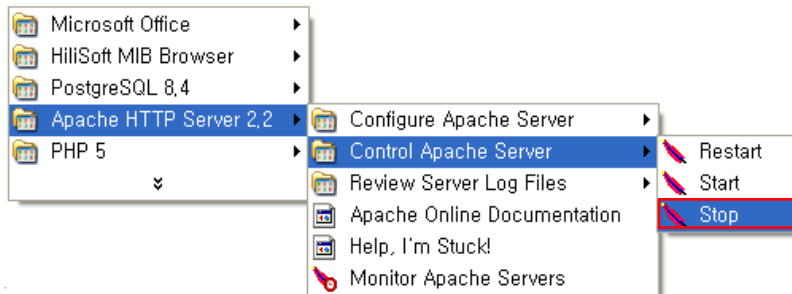 Microsoft Office
HiliSoft MIB Browser
PostgreSQL 8,4
Apache HTTP Server 2,2
PHP 5
Configure Apache Server
Control Apache Server
Review Server Log Files
Apache Online Documentation
Help, I'm Stuck!
Monitor Apache Servers
Restart
Start
Stop